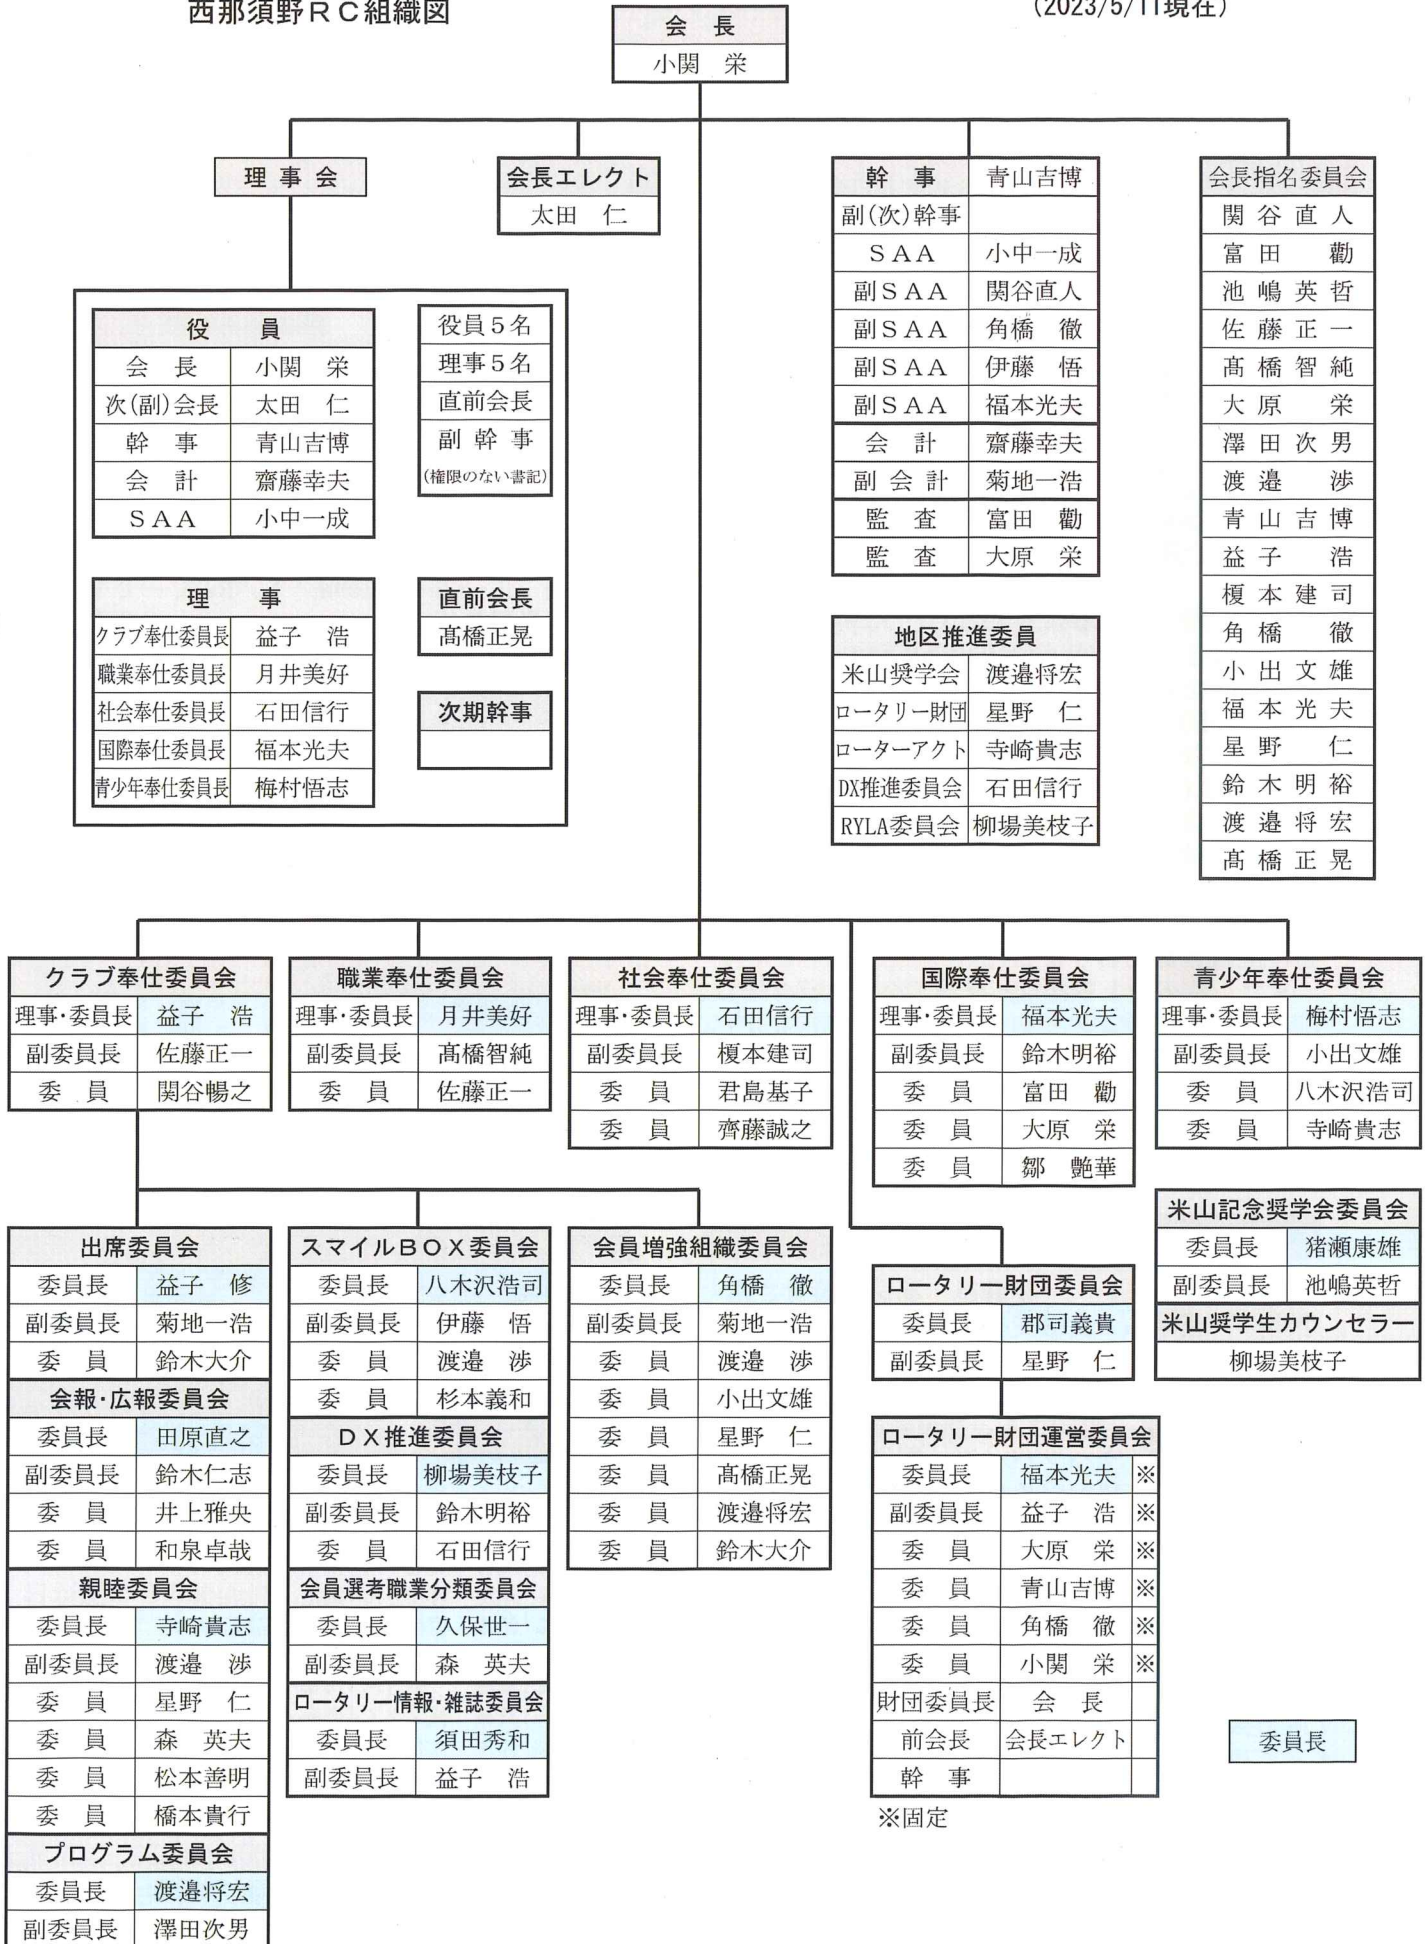 西那須野ＲＣ組織図
(2023/5/11現在)
会　長
小関　栄
理 事 会
会長エレクト
太田　仁
役　　員
会　長　小関　栄
次(副)会長　太田　仁
幹　事　青山吉博
会　計　齋藤幸夫
ＳＡＡ　小中一成
役員５名
理事５名
直前会長
副 幹 事
(権限のない書記)
理　　事
クラブ奉仕委員長　益子　浩
職業奉仕委員長　月井美好
社会奉仕委員長　石田信行
国際奉仕委員長　福本光夫
青少年奉仕委員長　梅村悟志
直前会長
髙橋正晃
次期幹事
幹　事　青山吉博
副(次)幹事
ＳＡＡ　小中一成
副ＳＡＡ　関谷直人
副ＳＡＡ　角橋　徹
副ＳＡＡ　伊藤　悟
副ＳＡＡ　福本光夫
会　計　齋藤幸夫
副 会 計　菊地一浩
監　査　富田　勸
監　査　大原　栄
地区推進委員
米山奨学会　渡邉将宏
ロータリー財団　星野　仁
ローターアクト　寺崎貴志
DX推進委員会　石田信行
RYLA委員会　柳場美枝子
会長指名委員会
関 谷 直 人
富 田　　勸
池 嶋 英 哲
佐 藤 正 一
髙 橋 智 純
大 原　　栄
澤 田 次 男
渡 邉　　渉
青 山 吉 博
益 子　　浩
榎 本 建 司
角 橋　　徹
小 出 文 雄
福 本 光 夫
星 野　　仁
鈴 木 明 裕
渡 邉 将 宏
髙 橋 正 晃
クラブ奉仕委員会
理事・委員長　益子　浩
副委員長　佐藤正一
委　員　関谷暢之
職業奉仕委員会
理事・委員長　月井美好
副委員長　髙橋智純
委　員　佐藤正一
社会奉仕委員会
理事・委員長　石田信行
副委員長　榎本建司
委　員　君島基子
委　員　齊藤誠之
国際奉仕委員会
理事・委員長　福本光夫
副委員長　鈴木明裕
委　員　富田　勸
委　員　大原　栄
委　員　鄒　艶華
青少年奉仕委員会
理事・委員長　梅村悟志
副委員長　小出文雄
委　員　八木沢浩司
委　員　寺崎貴志
出席委員会
委員長　益子　修
副委員長　菊地一浩
委　員　鈴木大介
会報・広報委員会
委員長　田原直之
副委員長　鈴木仁志
委　員　井上雅央
委　員　和泉卓哉
親睦委員会
委員長　寺崎貴志
副委員長　渡邉　渉
委　員　星野　仁
委　員　森　英夫
委　員　松本善明
委　員　橋本貴行
プログラム委員会
委員長　渡邉将宏
副委員長　澤田次男
スマイルＢＯＸ委員会
委員長　八木沢浩司
副委員長　伊藤　悟
委　員　渡邉　渉
委　員　杉本義和
ＤＸ推進委員会
委員長　柳場美枝子
副委員長　鈴木明裕
委　員　石田信行
会員選考職業分類委員会
委員長　久保世一
副委員長　森　英夫
ロータリー情報・雑誌委員会
委員長　須田秀和
副委員長　益子　浩
会員増強組織委員会
委員長　角橋　徹
副委員長　菊地一浩
委　員　渡邉　渉
委　員　小出文雄
委　員　星野　仁
委　員　髙橋正晃
委　員　渡邉将宏
委　員　鈴木大介
ロータリー財団委員会
委員長　郡司義貴
副委員長　星野　仁
ロータリー財団運営委員会
委員長　福本光夫　※
副委員長　益子　浩　※
委　員　大原　栄　※
委　員　青山吉博　※
委　員　角橋　徹　※
委　員　小関　栄　※
財団委員長　会　長
前会長　会長エレクト
幹　事
※固定
米山記念奨学会委員会
委員長　猪瀬康雄
副委員長　池嶋英哲
米山奨学生カウンセラー
柳場美枝子
委員長